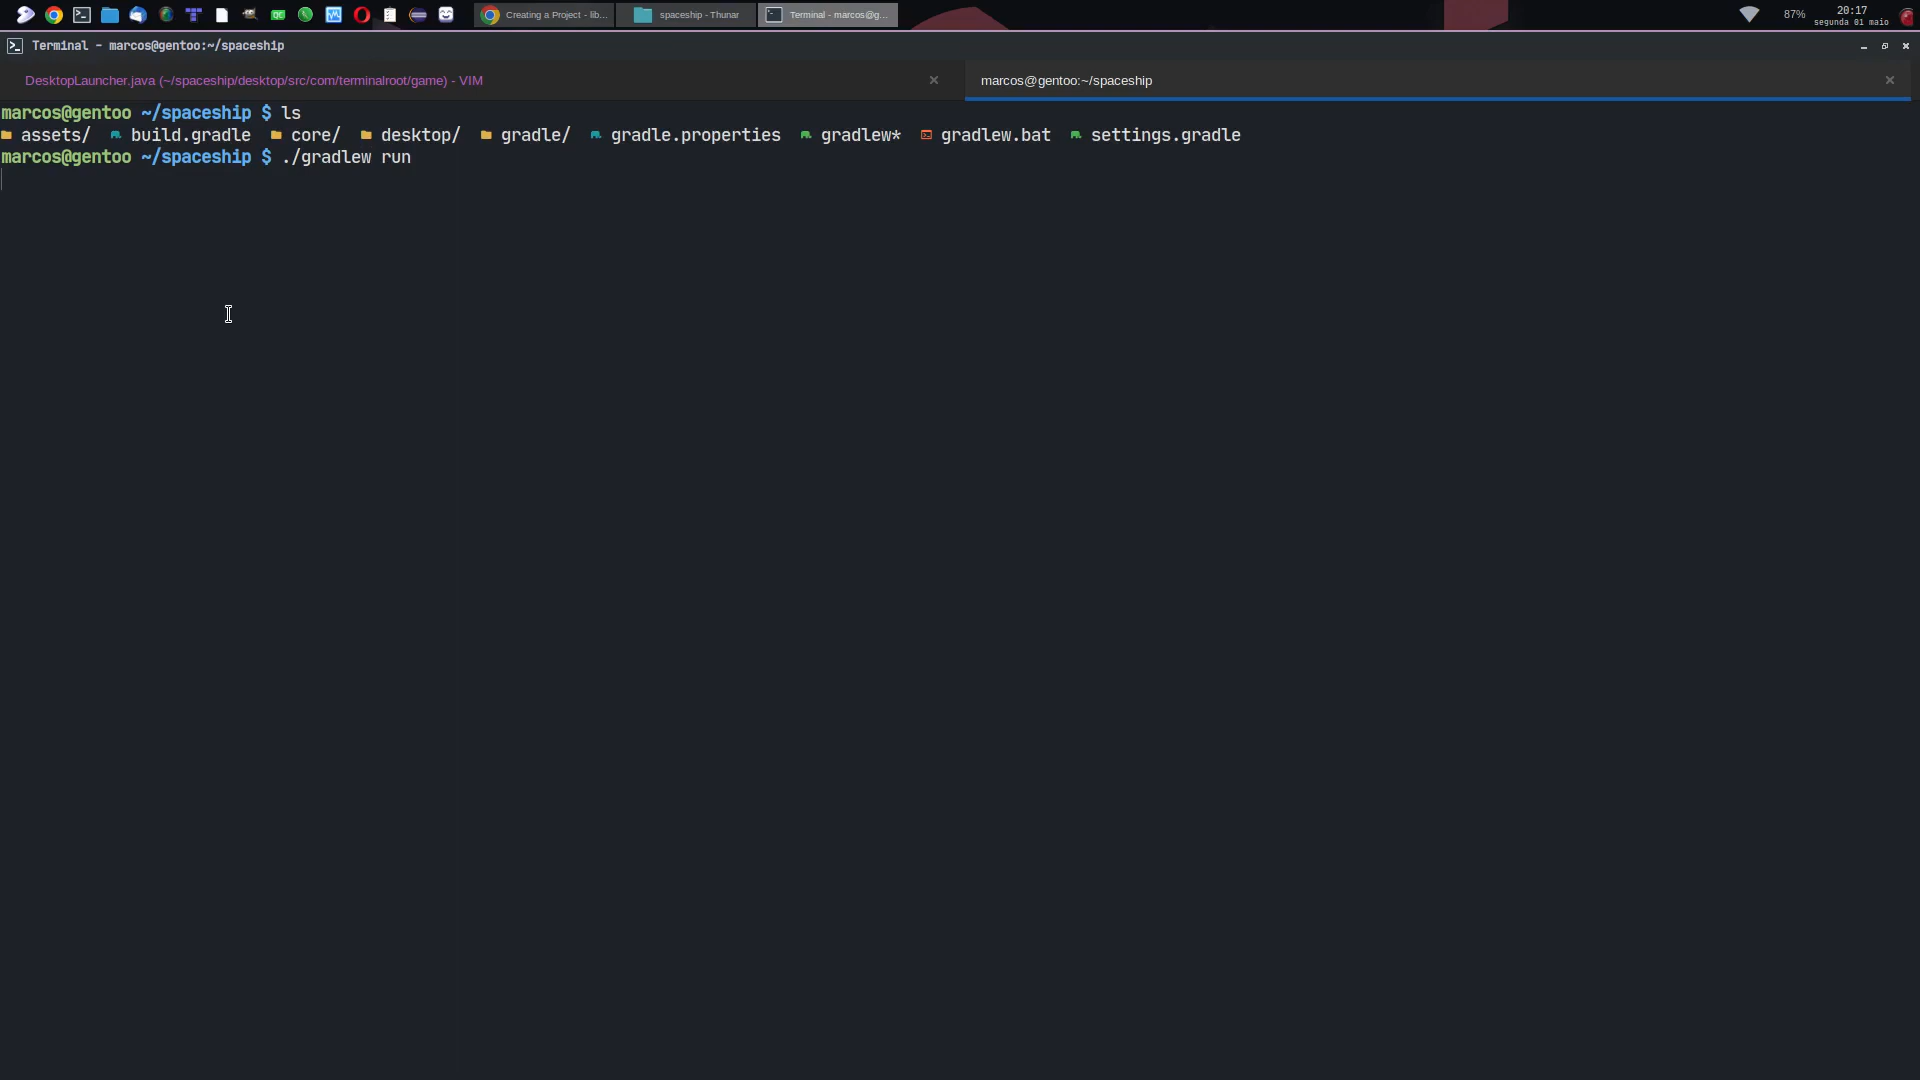 Creating a Project - lib...
spaceship - Thunar
Terminal - marcos@g...
87%
20:17
segunda 01 maio
Terminal - marcos@gentoo:~/spaceship
DesktopLauncher.java (~/spaceship/desktop/src/com/terminalroot/game) - VIM
marcos@gentoo:~/spaceship
marcos@gentoo ~/spaceship $ ls
assets/ build.gradle core/ desktop/ gradle/ gradle.properties gradlew* gradlew.bat settings.gradle
marcos@gentoo ~/spaceship $ ./gradlew run